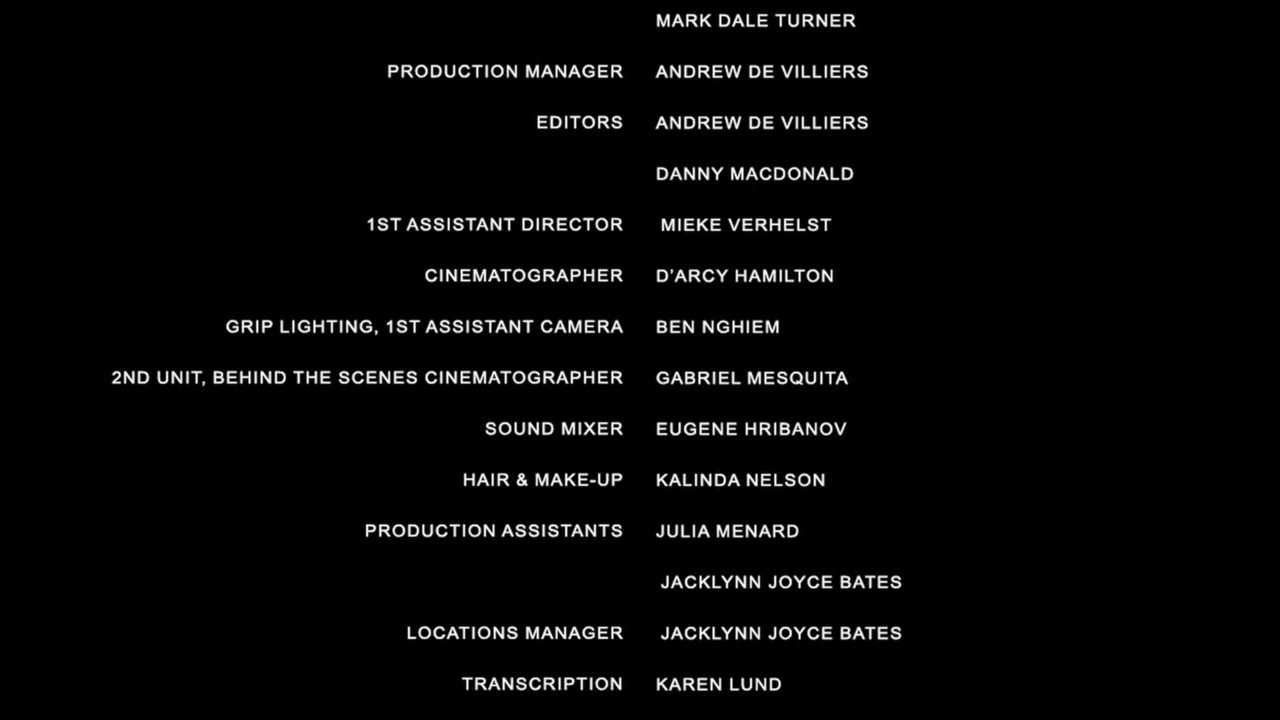 MARK DALE TURNER
PRODUCTION MANAGER ANDREW DE VILLIERS
EDITORS ANDREW DE VILLIERS
DANNY MACDONALD
1ST ASSISTANT DIRECTOR MIEKE VERHELST
CINEMATOGRAPHER D'ARCY HAMILTON
GRIP LIGHTING, 1ST ASSISTANT CAMERA BEN NGHIEM
2ND UNIT, BEHIND THE SCENES CINEMATOGRAPHER GABRIEL MESQUITA
SOUND MIXER EUGENE HRIBANOV
HAIR & MAKE-UP KALINDA NELSON
PRODUCTION ASSISTANTS JULIA MENARD
JACKLYNN JOYCE BATES
LOCATIONS MANAGER JACKLYNN JOYCE BATES
TRANSCRIPTION KAREN LUND